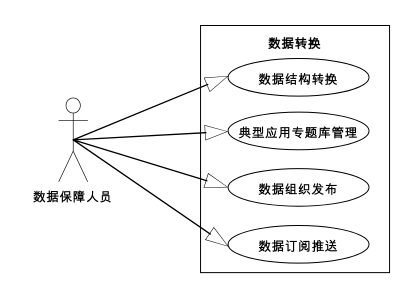 数据转换
数据结构转换
典型应用专题库管理
数据组织发布
数据保障人员
数据订阅推送